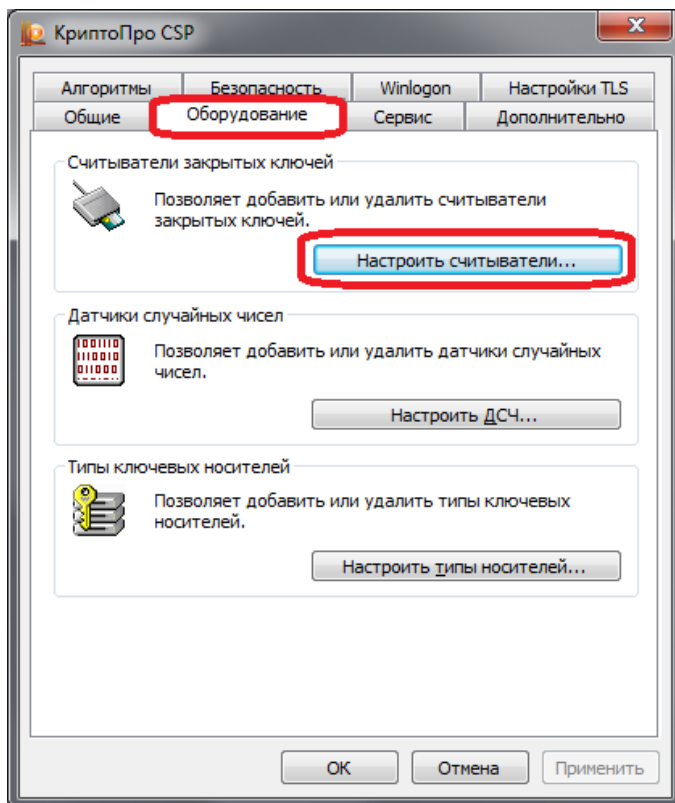 КриптоПро CSP
Алгоритмы Безопасность Winlogon Настройки TLS
Общие Оборудование Сервис Дополнительно
Считыватели закрытых ключей
Позволяет добавить или удалить считыватели
закрытых ключей.
Настроить считыватели...
Датчики случайных чисел
Позволяет добавить или удалить датчики случайных
чисел.
Настроить ДСЧ...
Типы ключевых носителей
Позволяет добавить или удалить типы ключевых
носителей.
Настроить типы носителей...
ОК Отмена Применить